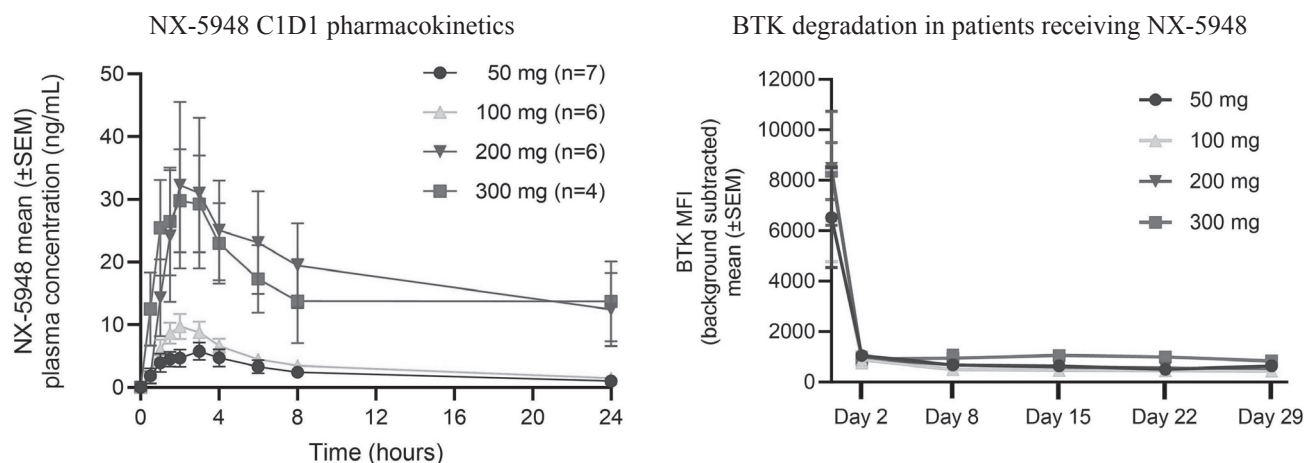 NX-5948 C1D1 pharmacokinetics
NX-5948 mean (±SEM)
plasma concentration (ng/mL)
50
40
30
20
10
0
50 mg (n=7)
100 mg (n=6)
200 mg (n=6)
300 mg (n=4)
0 4 8 12 16 20 24
Time (hours)
BTK degradation in patients receiving NX-5948
BTK MFI
(background subtracted)
mean (±SEM)
12000
10000
8000
6000
4000
2000
0
50 mg
100 mg
200 mg
300 mg
Day 2 Day 8 Day 15 Day 22 Day 29